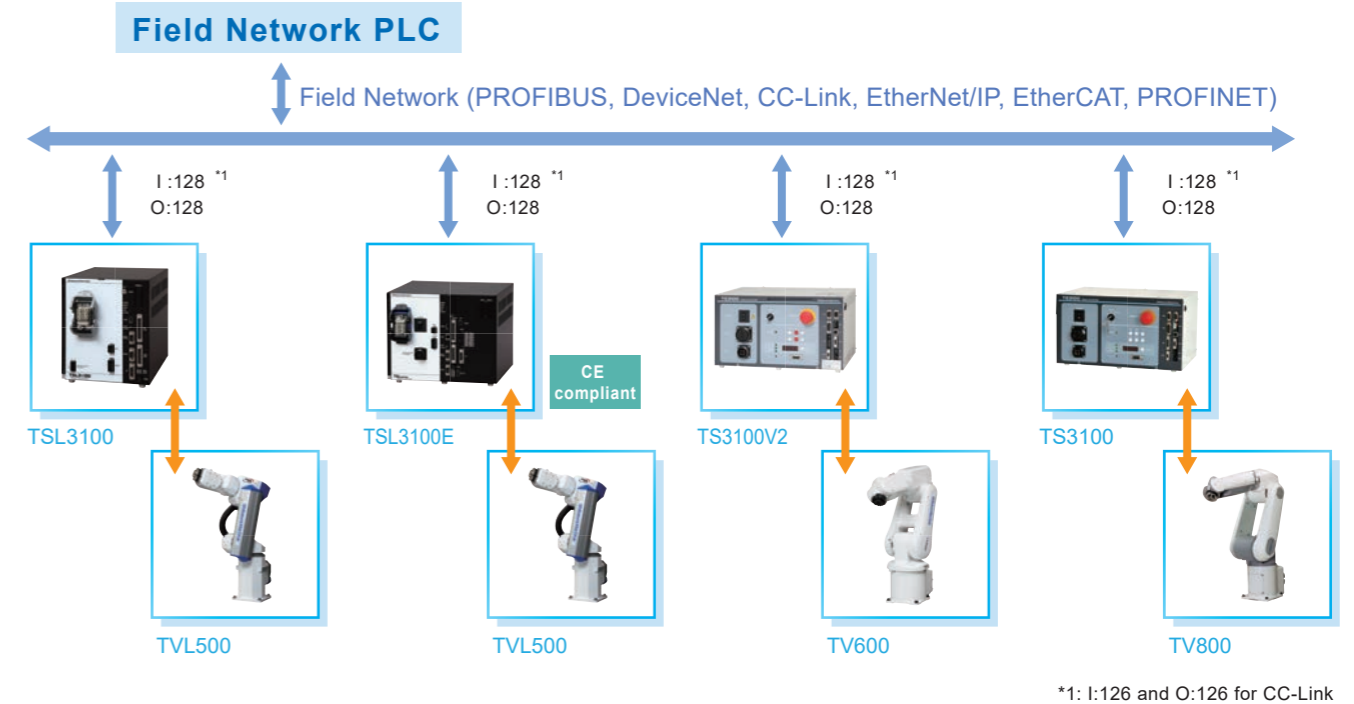 Field Network PLC
Field Network (PROFIBUS, DeviceNet, CC-Link, EtherNet/IP, EtherCAT, PROFINET)
I :128 *1
O:128
I :128 *1
O:128
I :128 *1
O:128
I :128 *1
O:128
CE
compliant
TSL3100
TSL3100E
TS3100V2
TS3100
TVL500
TVL500
TV600
TV800
*1: I:126 and O:126 for CC-Link